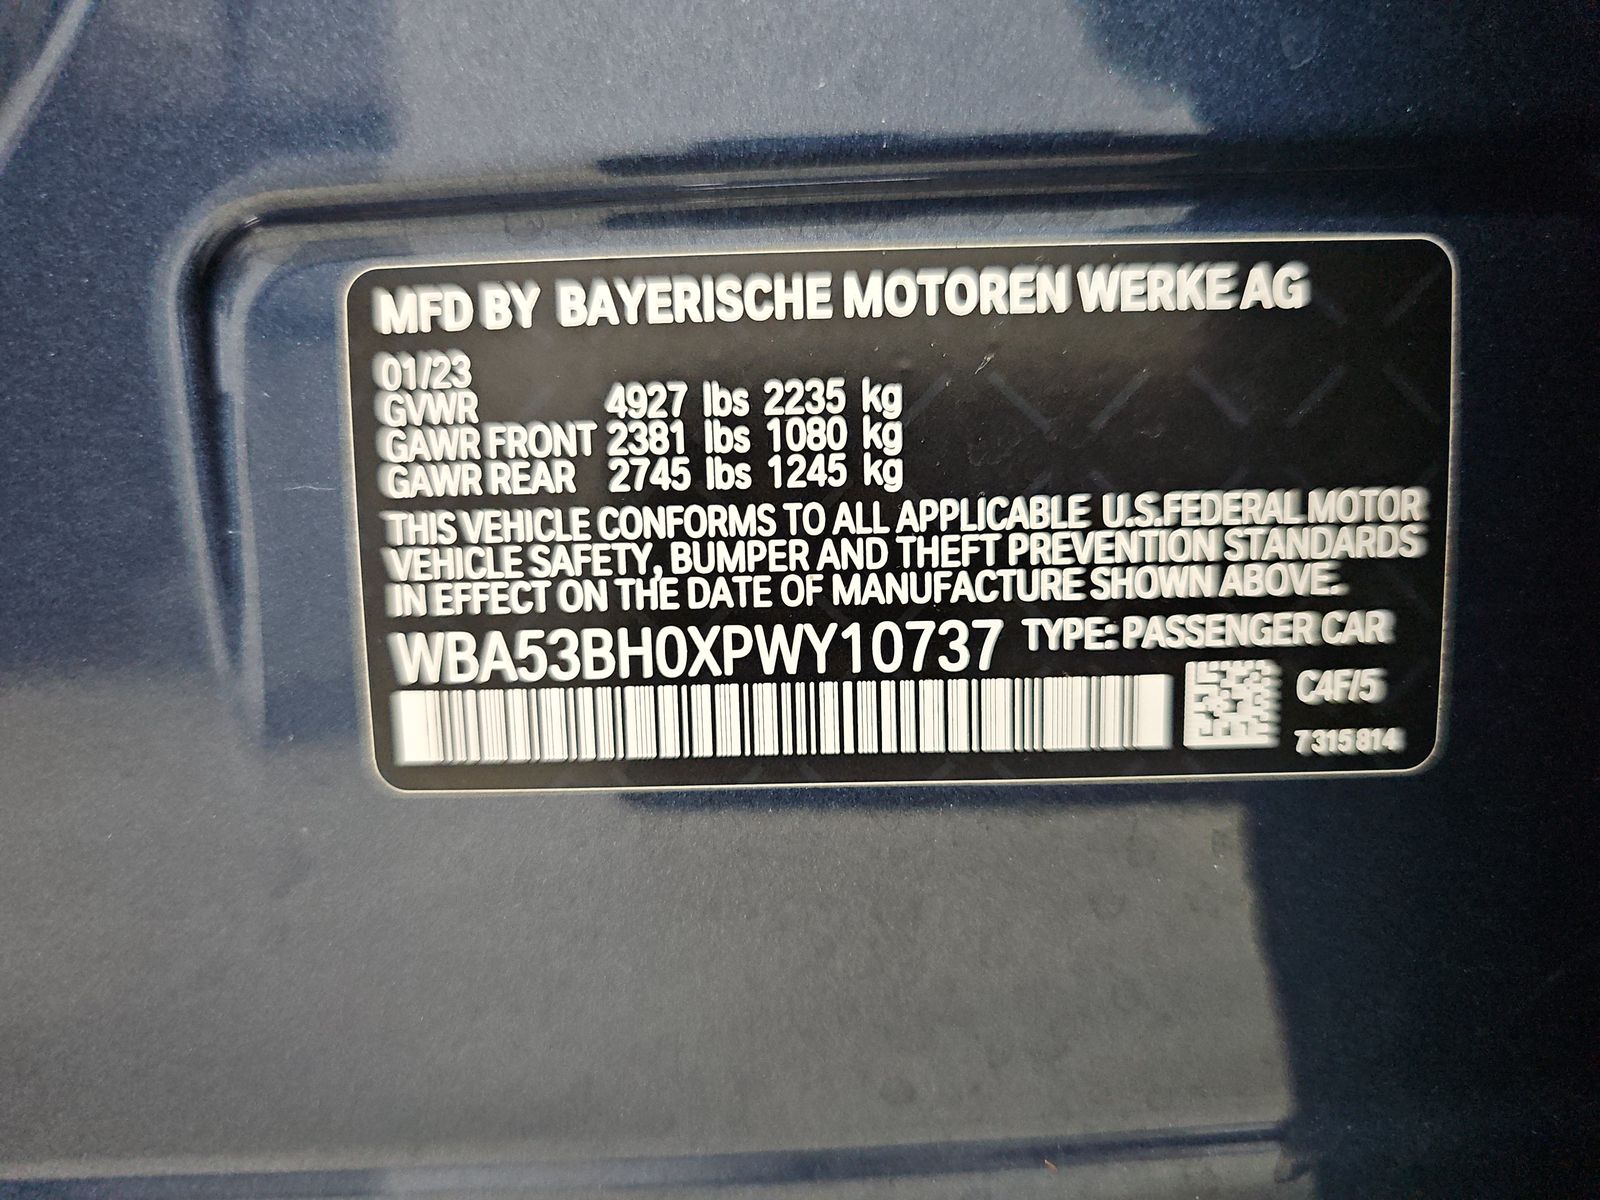 MFD BY BAYERISCHE MOTOREN WERKE AG
01/23
GVWR 4927 lbs 2235 kg
GAWR FRONT 2381 lbs 1080 kg
GAWR REAR 2745 lbs 1245 kg
THIS VEHICLE CONFORMS TO ALL APPLICABLE U.S.FEDERAL MOTOR
VEHICLE SAFETY, BUMPER AND THEFT PREVENTION STANDARDS
IN EFFECT ON THE DATE OF MANUFACTURE SHOWN ABOVE.
WBA53BH0XPWY10737 TYPE: PASSENGER CAR
C4F/5
7315814